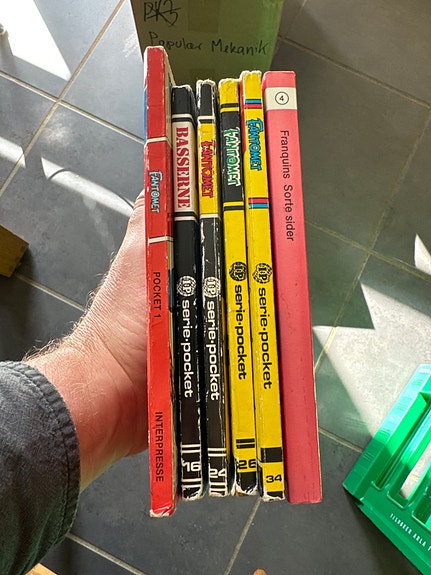 Popular Mekanik
FANTOMET
POCKET 1
INTERPRESSE
BASSERNE
IP
serie-pocket
16
FANTOMET
IP
serie-pocket
FANTOMET
IP
serie-pocket
26
FANTOMET
IP
serie-pocket
34
4
Franquins Sorte sider